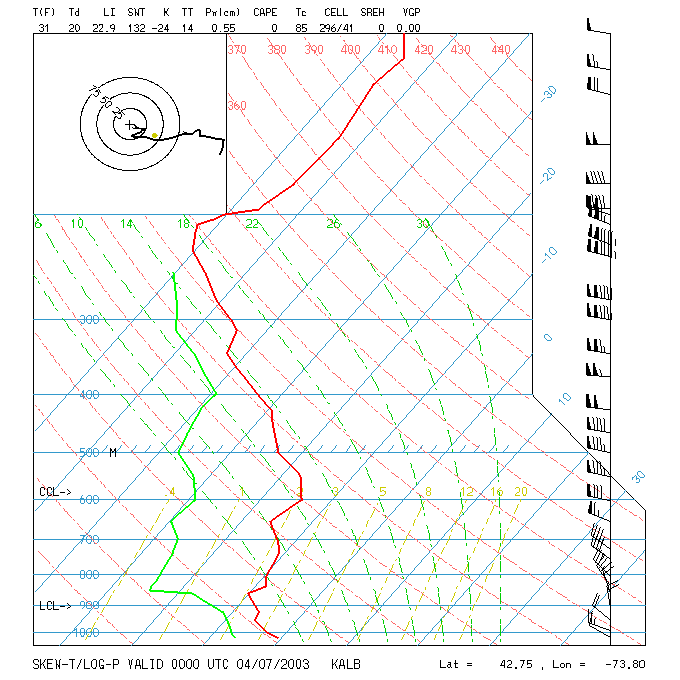 T(F) Td LI SWT K TT Pw(cm) CAPE Tc CELL SREH VGP
31 20 22.9 132 -24 14 0.55 0 85 296/41 0 0.00
370 380 390 400 410 420 430 440
360
75 50 25
-30
-20
-10
0
10
30
6 10 14 18 22 26 30
300
400
500 M
CCL->
4 8 12 16 20
5
600
700
800
LCL-> 900
1000
SKEW-T/LOG-P VALID 0000 UTC 04/07/2003 KALB Lat = 42.75 , Lon = -73.80